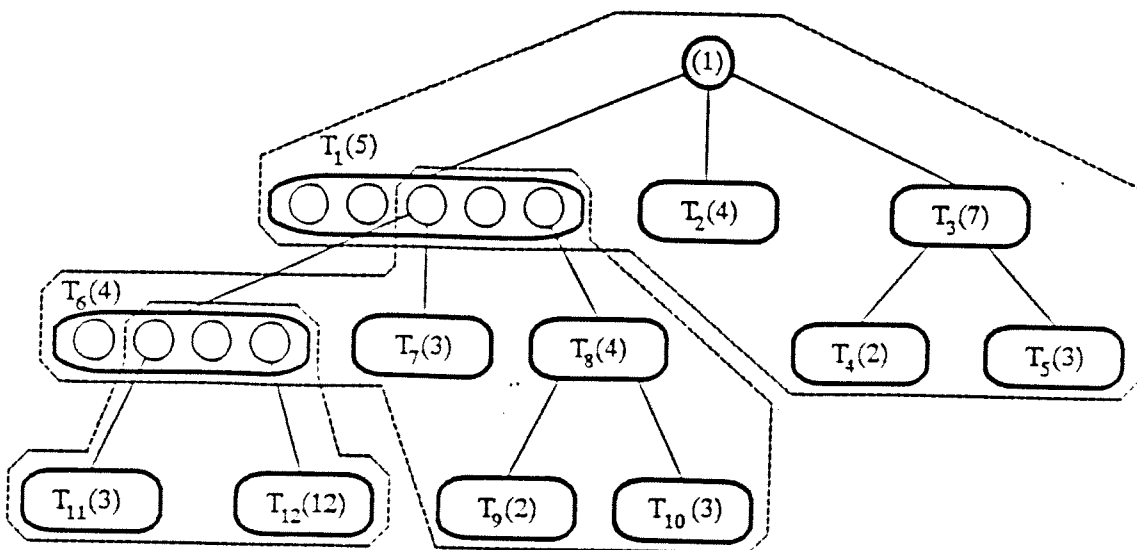 (1)
T1(5)
T2(4)
T3(7)
T6(4)
T7(3)
T8(4)
T4(2)
T5(3)
T11(3)
T12(12)
T9(2)
T10(3)